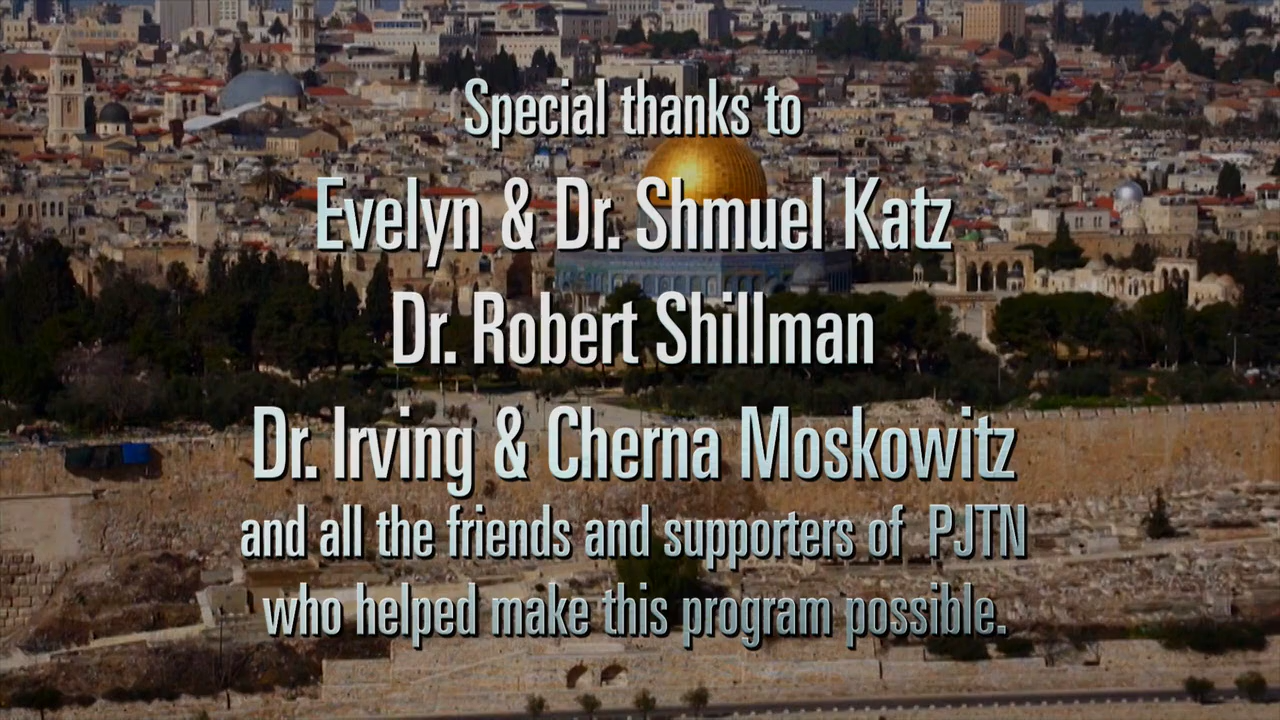 Special thanks to
Evelyn & Dr. Shmuel Katz
Dr. Robert Shillman
Dr. Irving & Cherna Moskowitz
and all the friends and supporters of PJTN
who helped make this program possible.